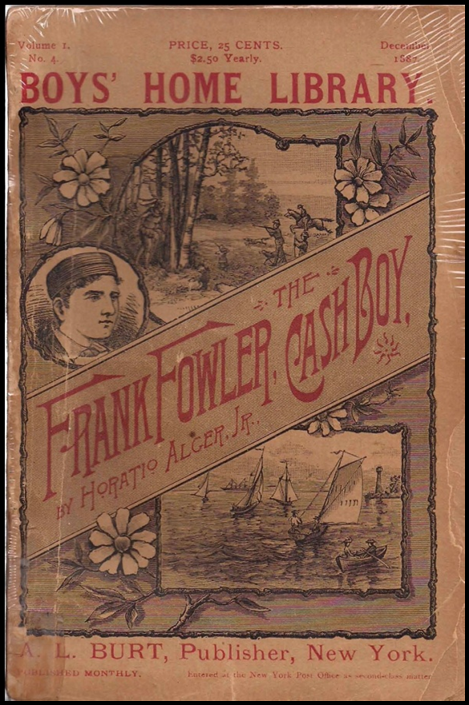 Volume 1.
No. 4.
PRICE, 25 CENTS.
$2.50 Yearly.
December
1887
BOYS' HOME LIBRARY.
FRANK FOWLER, THE CASH BOY,
BY HORATIO ALGER, JR.,
A. L. BURT, Publisher, New York.
PUBLISHED MONTHLY.
Entered at the New York Post Office as second-class matter